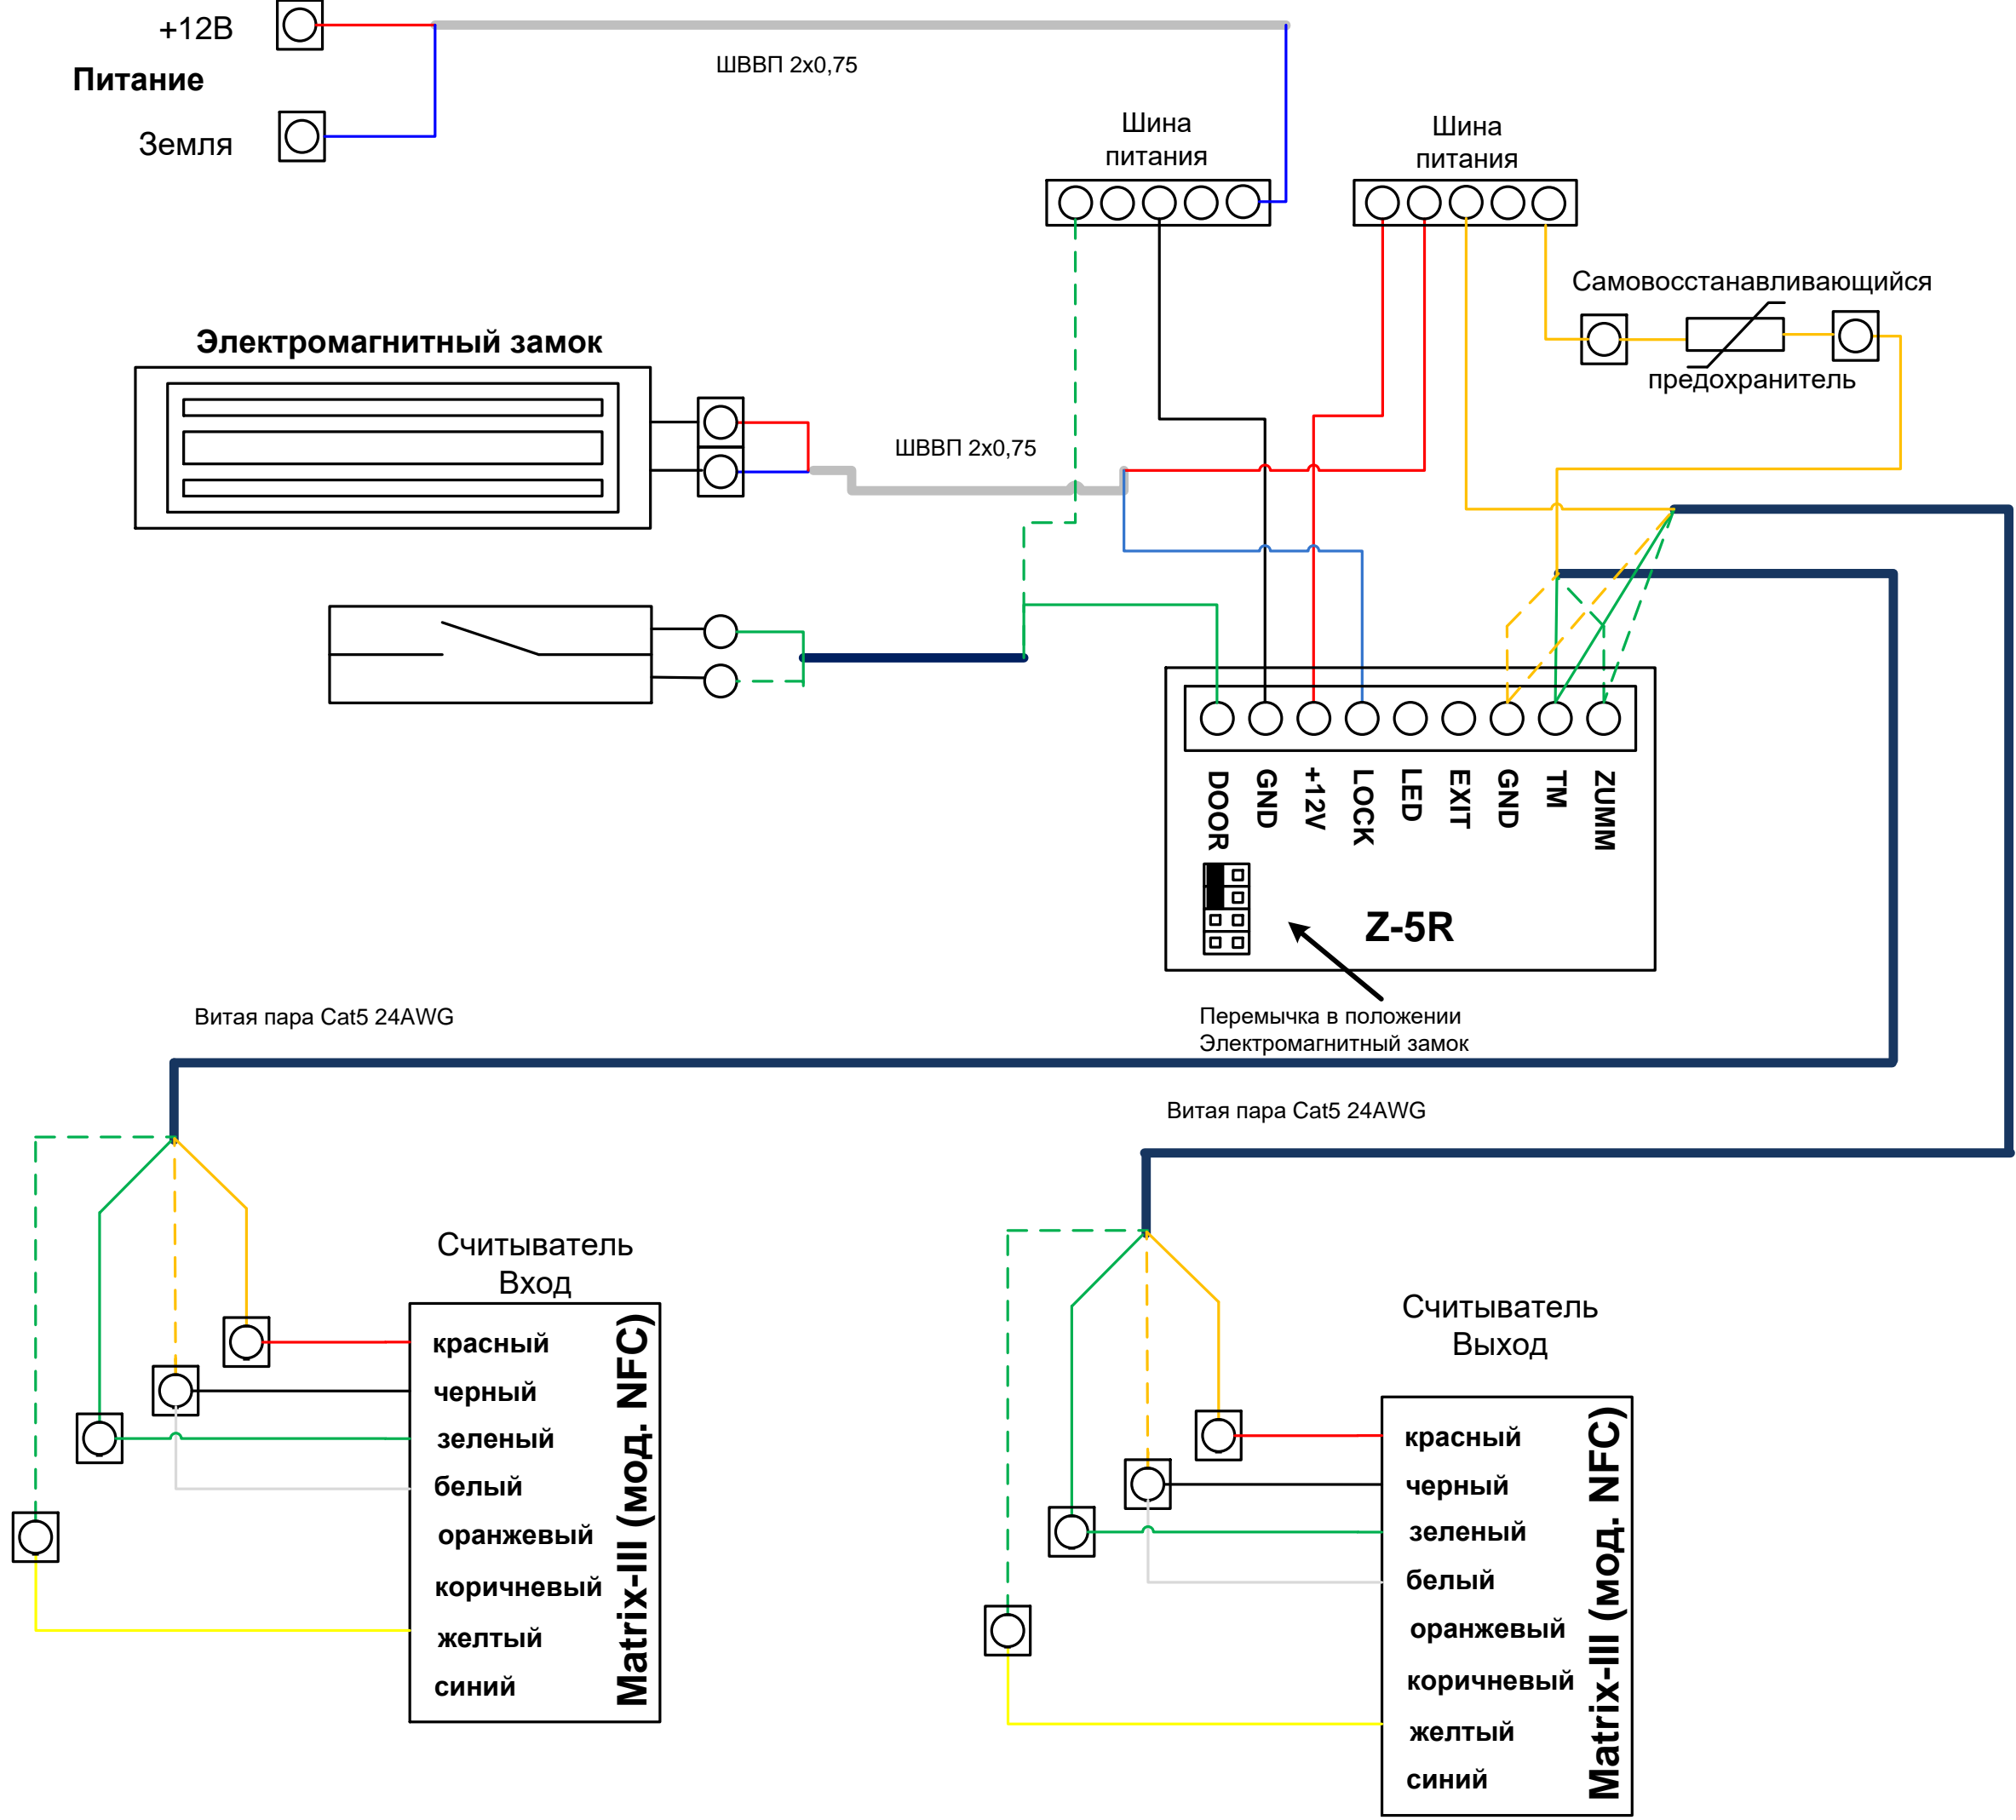 +12В
Питание
Земля
ШВВП 2x0,75
Шина
питания
Шина
питания
Самовосстанавливающийся
предохранитель
Электромагнитный замок
ШВВП 2x0,75
DOOR
GND
+12V
LOCK
LED
EXIT
GND
TM
ZUMM
Z-5R
Перемычка в положении
Электромагнитный замок
Витая пара Cat5 24AWG
Витая пара Cat5 24AWG
Считыватель
Вход
красный
черный
зеленый
белый
оранжевый
коричневый
желтый
синий
Matrix-III (мод. NFC)
Считыватель
Выход
красный
черный
зеленый
белый
оранжевый
коричневый
желтый
синий
Matrix-III (мод. NFC)